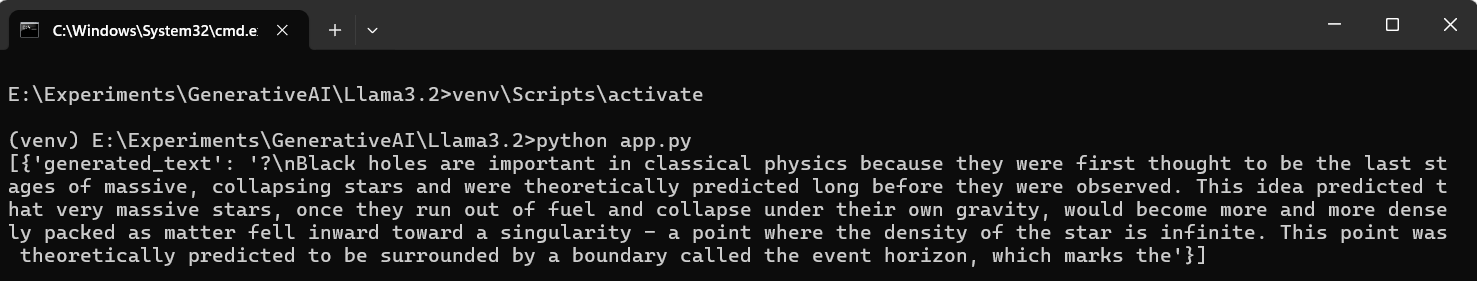 C:\Windows\System32\cmd.e
E:\Experiments\GenerativeAI\Llama3.2>venv\Scripts\activate
(venv) E:\Experiments\GenerativeAI\Llama3.2>python app.py
[{'generated_text': '?\nBlack holes are important in classical physics because they were first thought to be the last st
ages of massive, collapsing stars and were theoretically predicted long before they were observed. This idea predicted t
hat very massive stars, once they run out of fuel and collapse under their own gravity, would become more and more dense
ly packed as matter fell inward toward a singularity – a point where the density of the star is infinite. This point was
 theoretically predicted to be surrounded by a boundary called the event horizon, which marks the'}]